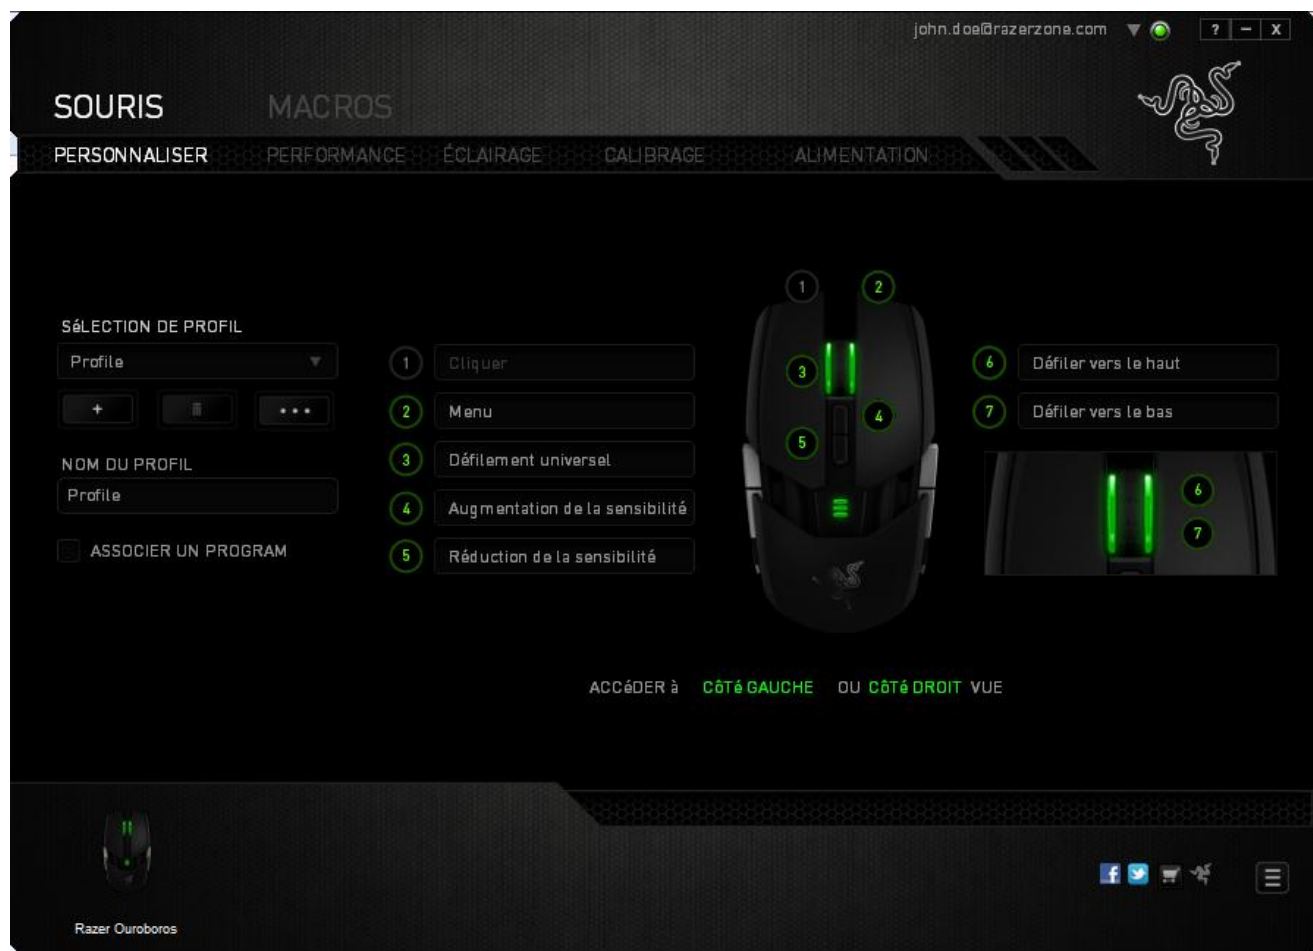 john.doe@razerzone.com
? – X
SOURIS MACROS
PERSONNALISER PERFORMANCE ÉCLAIRAGE CALIBRAGE ALIMENTATION
SéLECTION DE PROFIL
Profile
+ •••
NOM DU PROFIL
Profile
ASSOCIER UN PROGRAM
1 Cliquer
2 Menu
3 Défilement universel
4 Augmentation de la sensibilité
5 Réduction de la sensibilité
1 2
3
4
5
6 Défiler vers le haut
7 Défiler vers le bas
6
7
ACCéDER à CôTé GAUCHE OU CôTé DROIT VUE
Razer Ouroboros